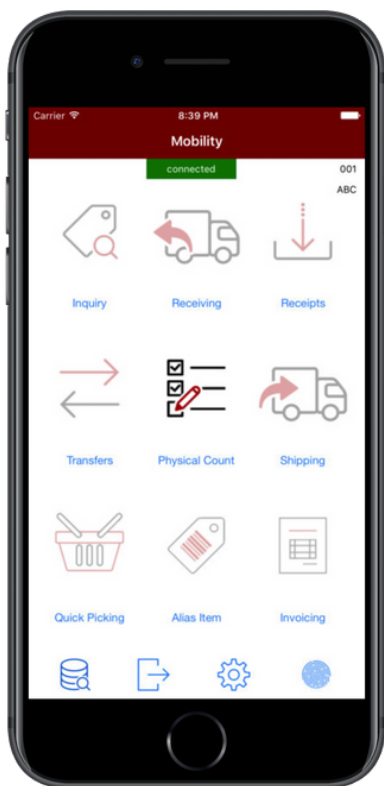 Carrier 8:39 PM
Mobility
connected 001
ABC
Inquiry Receiving Receipts
Transfers Physical Count Shipping
Quick Picking Alias Item Invoicing